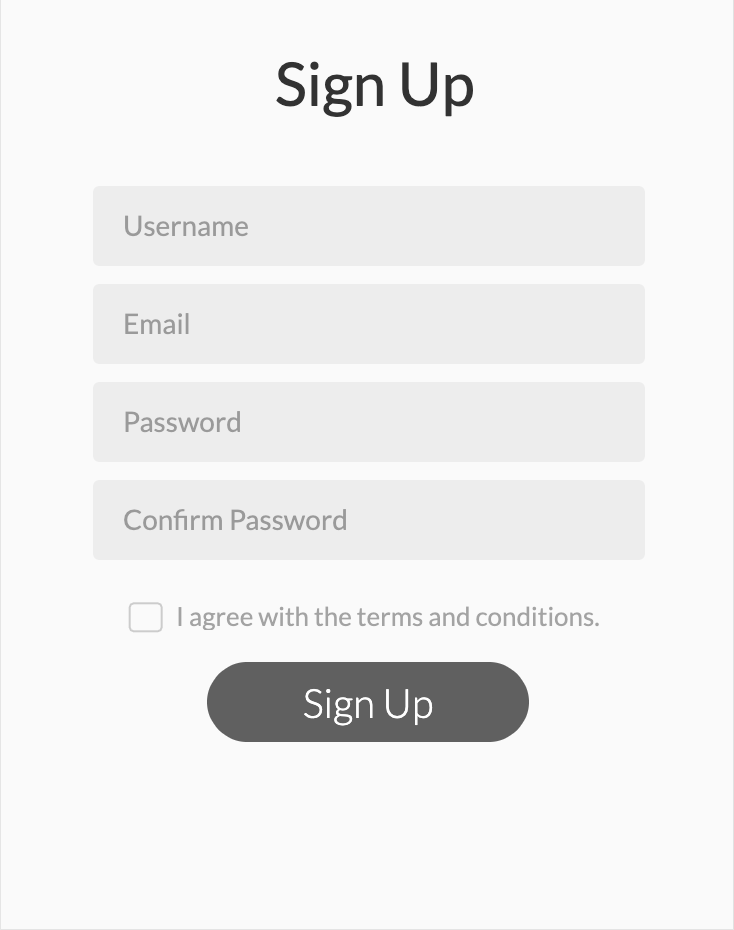 Sign Up
Username
Email
Password
Confirm Password
I agree with the terms and conditions.
Sign Up